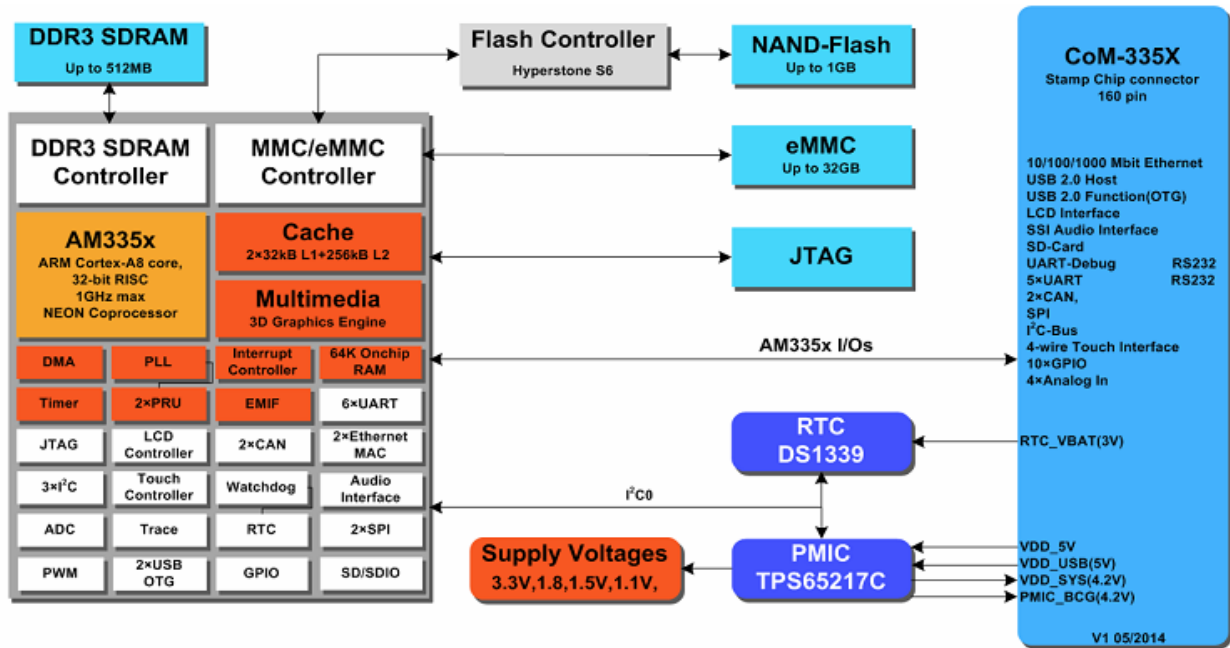 DDR3 SDRAM
Up to 512MB
Flash Controller
Hyperstone S6
NAND-Flash
Up to 1GB
CoM-335X
Stamp Chip connector
160 pin
DDR3 SDRAM
Controller
MMC/eMMC
Controller
eMMC
Up to 32GB
10/100/1000 Mbit Ethernet
USB 2.0 Host
USB 2.0 Function(OTG)
LCD Interface
SSI Audio Interface
SD-Card
UART-Debug RS232
5×UART RS232
2×CAN,
SPI
I²C-Bus
4-wire Touch Interface
10×GPIO
4×Analog In
AM335x
ARM Cortex-A8 core,
32-bit RISC
1GHz max
NEON Coprocessor
Cache
2×32kB L1+256kB L2
Multimedia
3D Graphics Engine
JTAG
AM335x I/Os
DMA
PLL
Interrupt
Controller
64K Onchip
RAM
Timer
2×PRU
EMIF
6×UART
JTAG
LCD
Controller
2×CAN
2×Ethernet
MAC
3×I²C
Touch
Controller
Watchdog
Audio
Interface
ADC
Trace
RTC
2×SPI
PWM
2×USB
OTG
GPIO
SD/SDIO
RTC
DS1339
RTC_VBAT(3V)
I²C0
Supply Voltages
3.3V,1.8,1.5V,1.1V,
PMIC
TPS65217C
VDD_5V
VDD_USB(5V)
VDD_SYS(4.2V)
PMIC_BCG(4.2V)
V1 05/2014